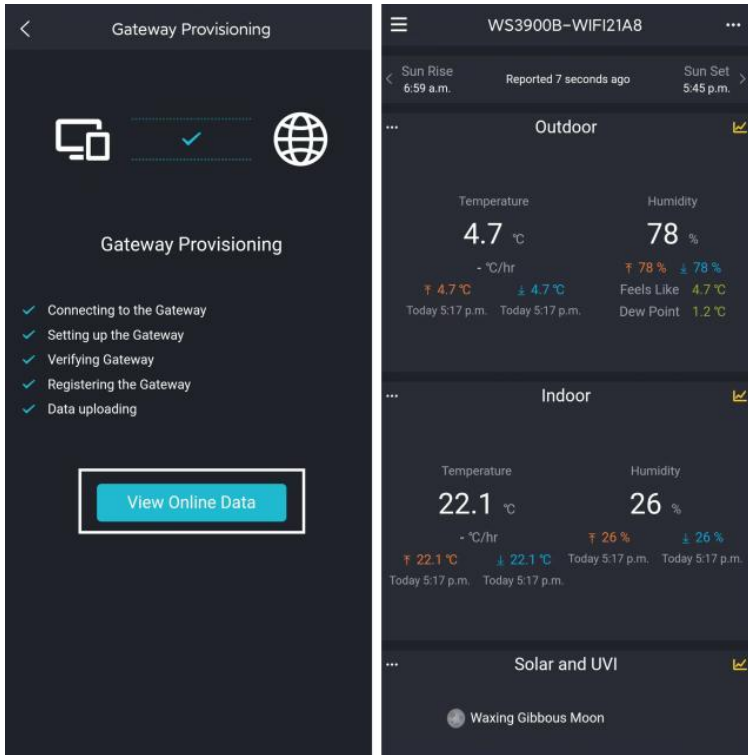 Gateway Provisioning
Gateway Provisioning
Connecting to the Gateway
Setting up the Gateway
Verifying Gateway
Registering the Gateway
Data uploading
View Online Data
WS3900B-WIFI21A8
Sun Rise
6:59 a.m.
Reported 7 seconds ago
Sun Set
5:45 p.m.
Outdoor
Temperature
4.7 °C
- °C/hr
4.7 °C 4.7 °C
Today 5:17 p.m. Today 5:17 p.m.
Humidity
78 %
78 % 78 %
Feels Like 4.7 °C
Dew Point 1.2 °C
Indoor
Temperature
22.1 °C
- °C/hr
22.1 °C 22.1 °C
Today 5:17 p.m. Today 5:17 p.m.
Humidity
26 %
26 % 26 %
Today 5:17 p.m. Today 5:17 p.m.
Solar and UVI
Waxing Gibbous Moon